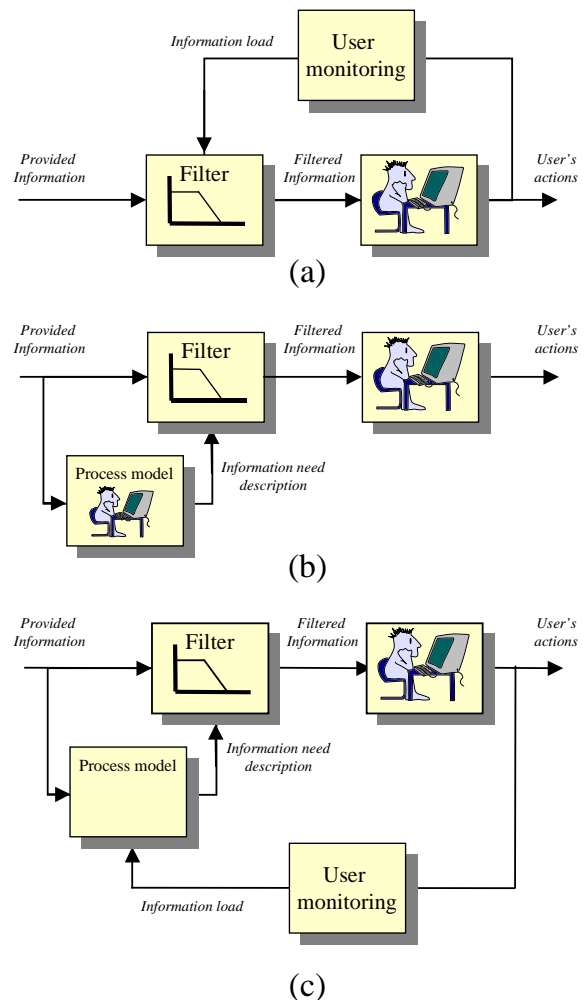 Information load
User
monitoring
Provided
Information
Filter
Filtered
Information
User's
actions
(a)
Provided
Information
Filter
Filtered
Information
User's
actions
Process model
Information need
description
(b)
Provided
Information
Filter
Filtered
Information
User's
actions
Process model
Information need
description
User
monitoring
Information load
(c)